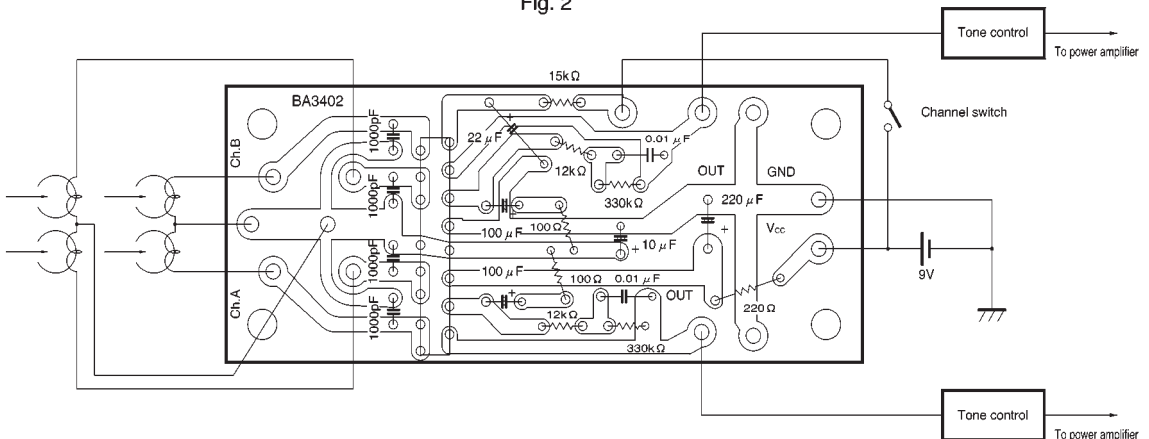 Fig. 2
Tone control
To power amplifier
15kΩ
BA3402
Channel switch
Ch.B
1000pF
22 μF
0.01 μF
12kΩ
OUT
GND
1000pF
330kΩ
220 μF
100Ω
100 μF
10 μF
Vcc
1000pF
100 μF
100Ω
0.01 μF
9V
Ch.A
1000pF
OUT
12kΩ
220Ω
330kΩ
Tone control
To power amplifier